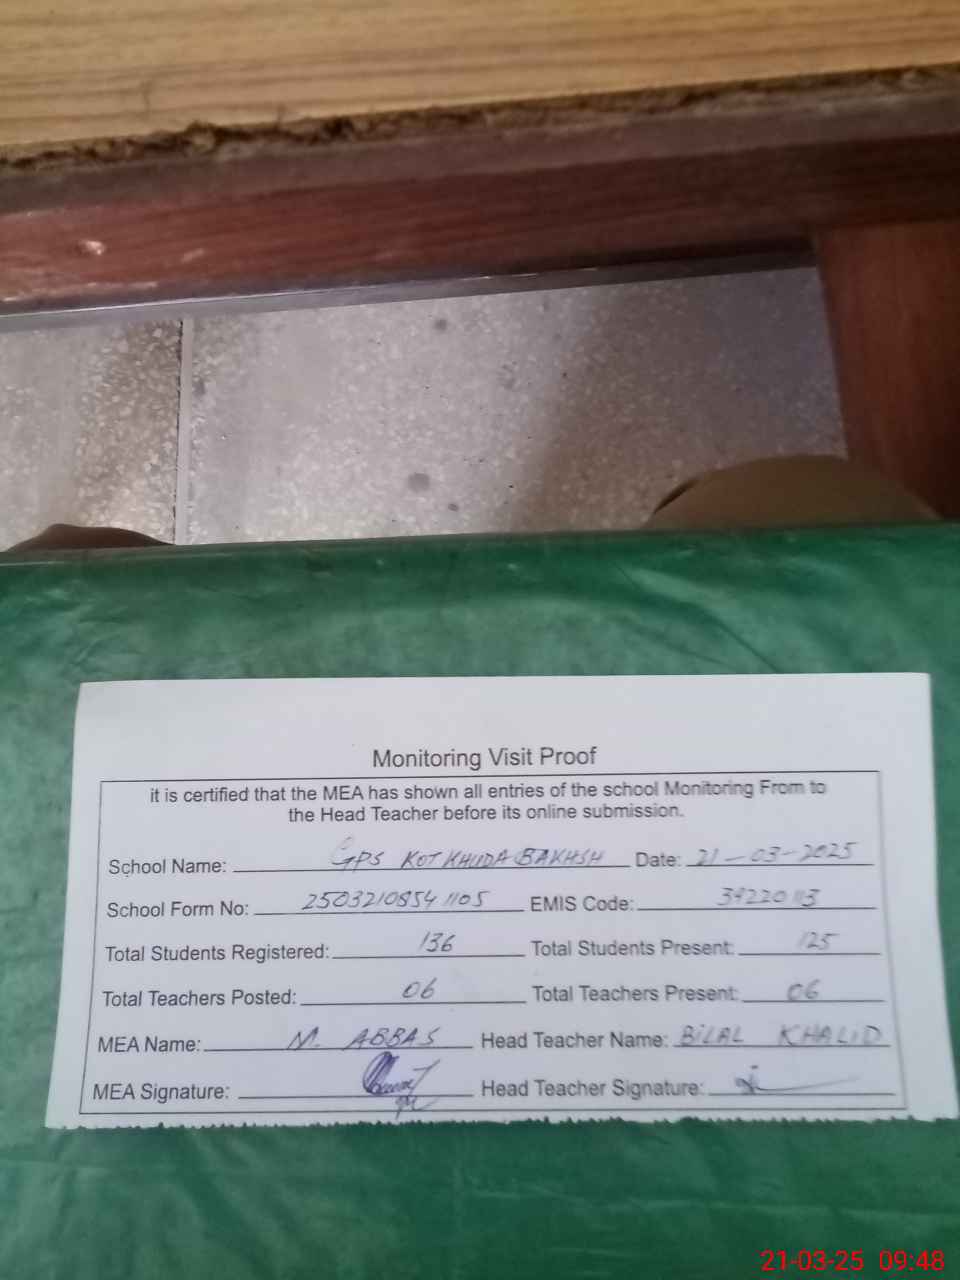 Monitoring Visit Proof
it is certified that the MEA has shown all entries of the school Monitoring From to
the Head Teacher before its online submission.
School Name: GPS KOT KHUDA BAKHSH Date: 21-03-2025
School Form No: 25032108541105 EMIS Code: 34220113
Total Students Registered: 136 Total Students Present: 125
Total Teachers Posted: 06 Total Teachers Present: 06
MEA Name: M. ABBAS Head Teacher Name: BILAL KHALID
MEA Signature: Head Teacher Signature:
21-03-25 09:48